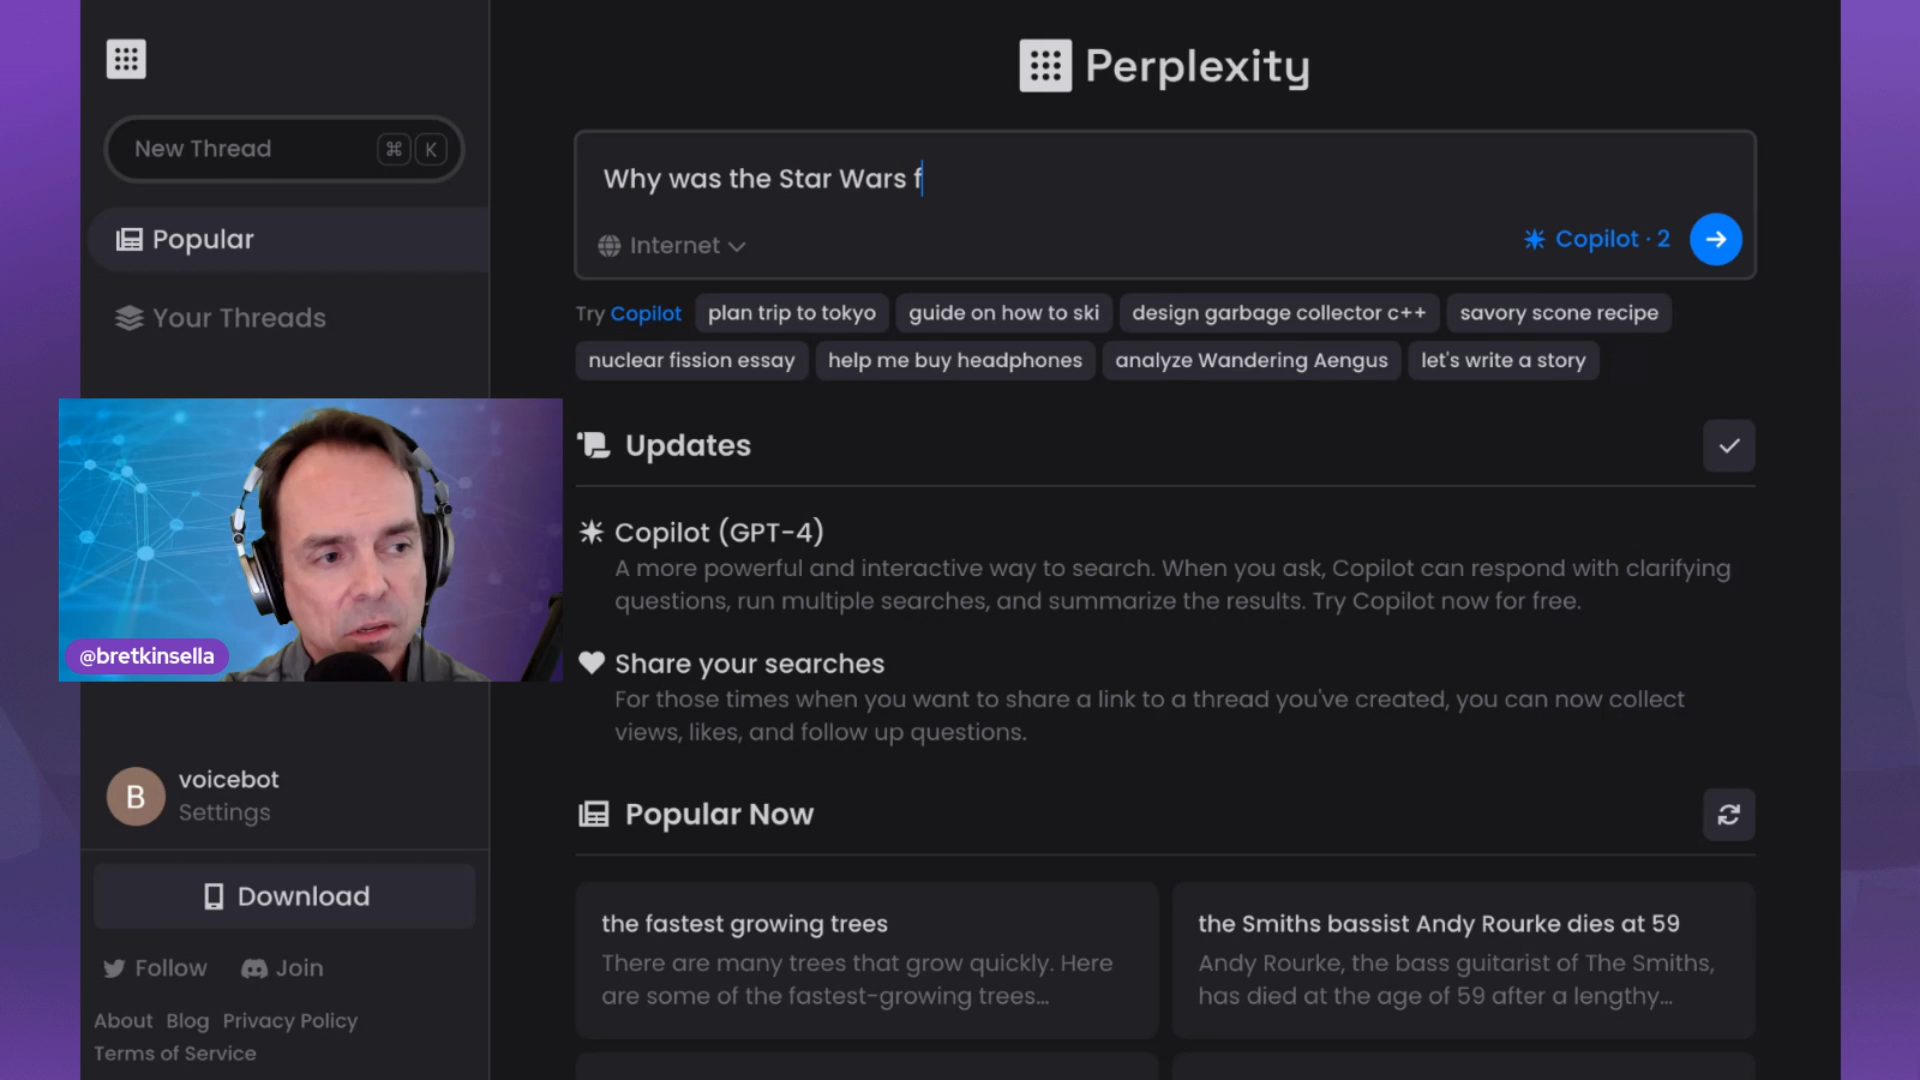 New Thread ⌘ K
Popular
Your Threads
@bretkinsella
B
voicebot
Settings
Download
Follow Join
About Blog Privacy Policy
Terms of Service
Perplexity
Why was the Star Wars f
Internet
Copilot · 2
Try Copilot plan trip to tokyo guide on how to ski design garbage collector c++ savory scone recipe
nuclear fission essay help me buy headphones analyze Wandering Aengus let's write a story
Updates
Copilot (GPT-4)
A more powerful and interactive way to search. When you ask, Copilot can respond with clarifying
questions, run multiple searches, and summarize the results. Try Copilot now for free.
Share your searches
For those times when you want to share a link to a thread you've created, you can now collect
views, likes, and follow up questions.
Popular Now
the fastest growing trees
There are many trees that grow quickly. Here
are some of the fastest-growing trees...
the Smiths bassist Andy Rourke dies at 59
Andy Rourke, the bass guitarist of The Smiths,
has died at the age of 59 after a lengthy...